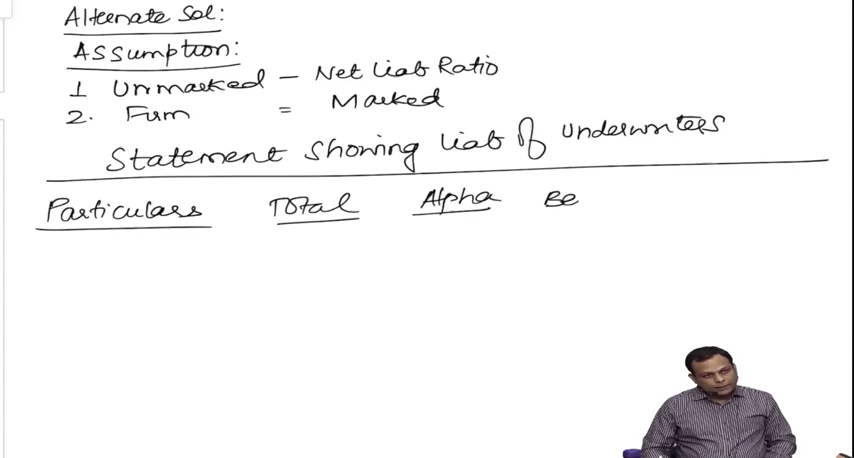 Alternate Sol:
Assumption:
1 Unmarked – Net Liab Ratio
2. Firm = Marked
Statement Showing Liab of Underwriters
Particulars Total Alpha Be